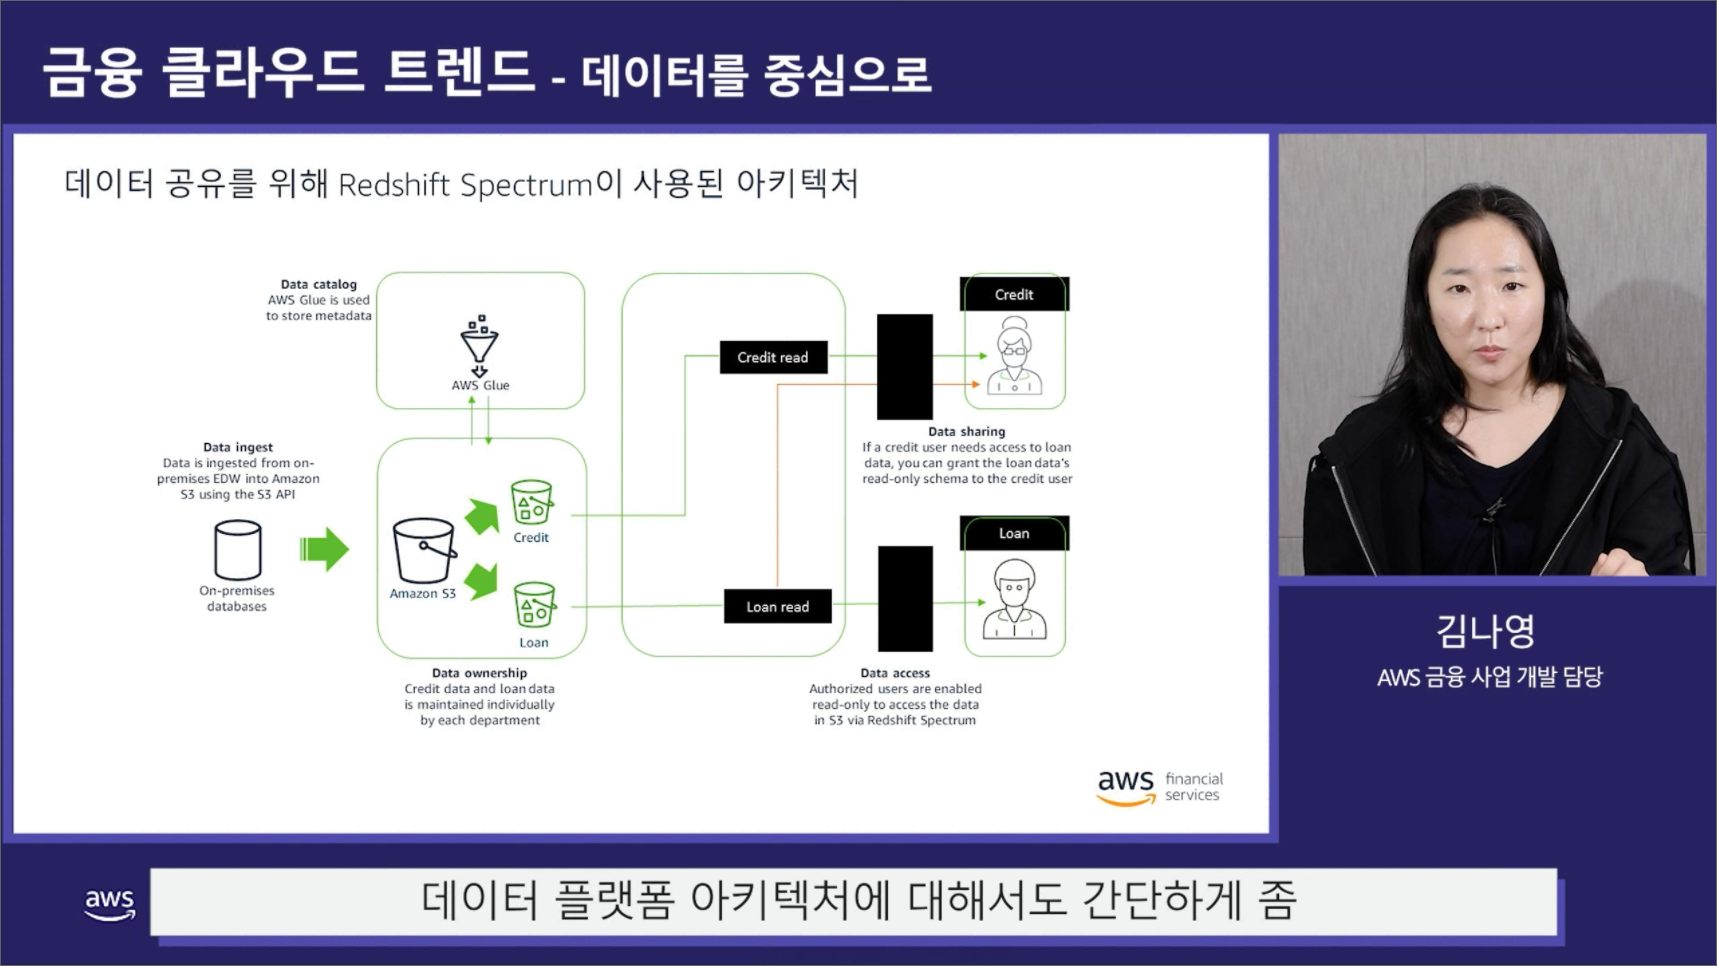 금융 클라우드 트렌드 - 데이터를 중심으로
데이터 공유를 위해 Redshift Spectrum이 사용된 아키텍처
Data catalog
AWS Glue is used
to store metadata
AWS Glue
Data ingest
Data is ingested from on-
premises EDW into Amazon
S3 using the S3 API
On-premises
databases
Amazon S3
Credit
Loan
Data ownership
Credit data and loan data
is maintained individually
by each department
Credit read
Loan read
Credit
Data sharing
If a credit user needs access to loan
data, you can grant the loan data's
read-only schema to the credit user
Loan
Data access
Authorized users are enabled
read-only to access the data
in S3 via Redshift Spectrum
aws financial
services
김나영
AWS 금융 사업 개발 담당
aws
데이터 플랫폼 아키텍처에 대해서도 간단하게 좀